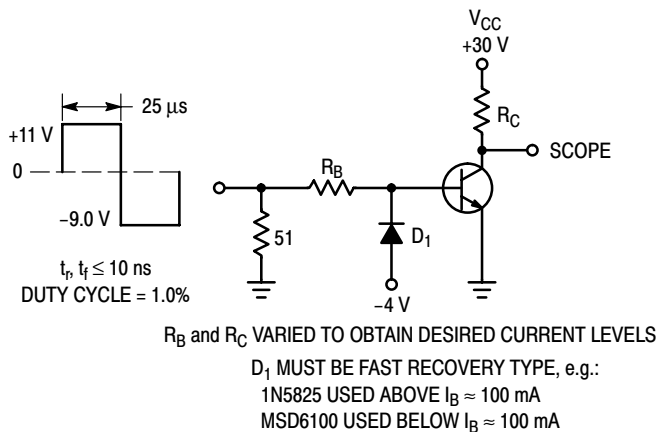 V_CC
+30 V
25 μs
+11 V
0
−9.0 V
R_C
SCOPE
R_B
51
D_1
−4 V
t_r, t_f ≤ 10 ns
DUTY CYCLE = 1.0%
R_B and R_C VARIED TO OBTAIN DESIRED CURRENT LEVELS
D_1 MUST BE FAST RECOVERY TYPE, e.g.:
1N5825 USED ABOVE I_B ≈ 100 mA
MSD6100 USED BELOW I_B ≈ 100 mA